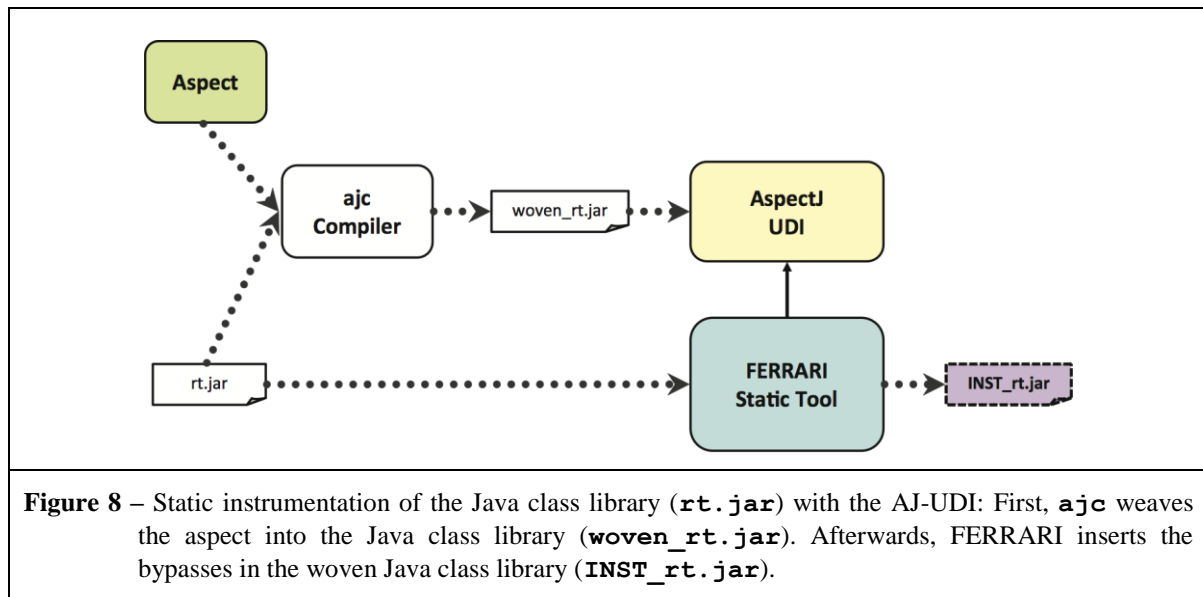 Aspect
ajc
Compiler
woven_rt.jar
AspectJ
UDI
rt.jar
FERRARI
Static Tool
INST_rt.jar
Figure 8 – Static instrumentation of the Java class library (rt.jar) with the AJ-UDI: First, ajc weaves
the aspect into the Java class library (woven_rt.jar). Afterwards, FERRARI inserts the
bypasses in the woven Java class library (INST_rt.jar).